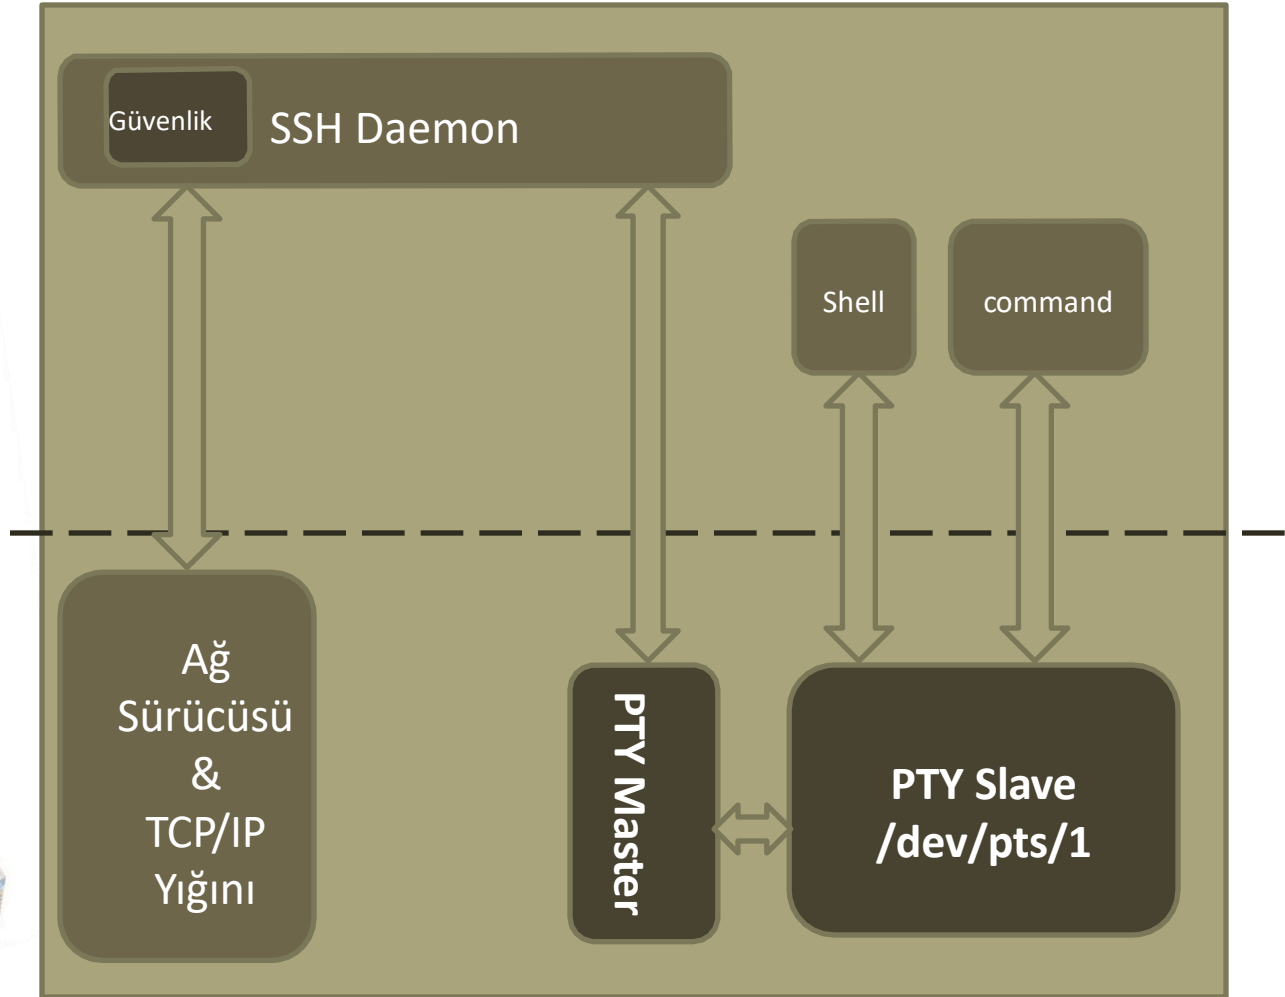 Güvenlik
SSH Daemon
Shell
command
Ağ
Sürücüsü
&
TCP/IP
Yığını
PTY Master
PTY Slave
/dev/pts/1